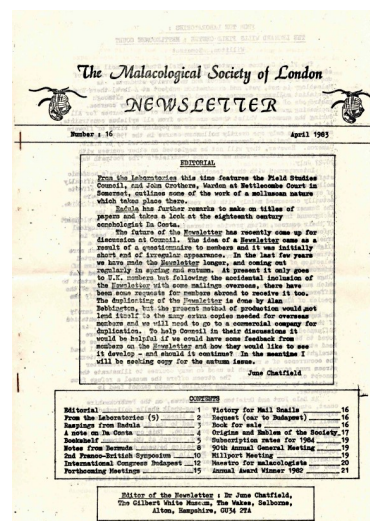 The Malacological Society of London
NEWSLETTER
Number : 16 April 1983
EDITORIAL
From the Laboratories this time features the Field Studies
Council, and John Crothers, Warden at Nettlecombe Court in
Somerset, outlines some of the work of a molluscan nature
which takes place there.
Radula has further remarks to make on titles of
papers and takes a look at the eighteenth century
conchologist Da Costa.
The future of the Newsletter has recently come up for
discussion at Council. The idea of a Newsletter came as a
result of a questionnaire to members and it was initially
short and of irregular appearance. In the last few years
we have made the Newsletter longer, and coming out
regularly in spring and autumn. At present it only goes
to U.K. members but following the accidental inclusion of
the Newsletter with some mailings overseas, there have
been some requests for members abroad to receive it too.
The duplicating of the Newsletter is done by Alan
Bebbington, but the present method of production would not
lend itself to the many extra copies needed for overseas
members and we will need to go to a commercial company for
duplication. To help Council in their discussions it
would be helpful if we could have some feedback from
members on the Newsletter and how they would like to see
it develop - and should it continue? In the meantime I
will be seeking copy for the autumn issue.
June Chatfield
CONTENTS
Editorial 1
From the Laboratories (5) 2
Raspings from Radula 3
A note on Da Costa 4
Bookshelf 5
Notes from Bermuda 8
2nd Franco-British Symposium 10
International Congress Budapest 12
Forthcoming Meetings 15
Victory for Mail Snails 16
Request (car to Budapest) 16
Book for sale 16
Origins and Emblem of the Society 17
Subscription rates for 1984 19
90th Annual General Meeting 19
Millport Meeting 19
Maestro for malacologists 20
Annual Award Winner 1982 21
Editor of the Newsletter : Dr June Chatfield,
The Gilbert White Museum, The Wakes, Selborne,
Alton, Hampshire, GU34 2TA